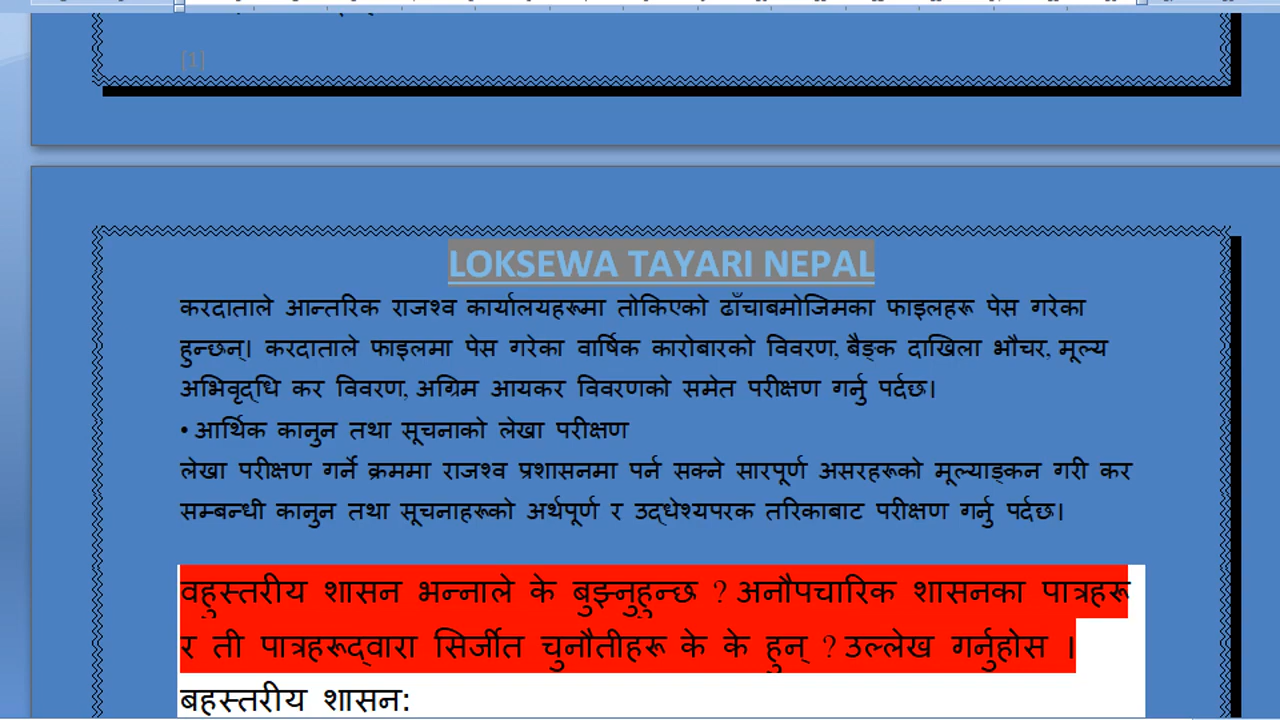 [1]
LOKSEWA TAYARI NEPAL
करदाताले आन्तरिक राजश्व कार्यालयहरूमा तोकिएको ढाँचाबमोजिमका फाइलहरू पेस गरेका
हुन्छन्। करदाताले फाइलमा पेस गरेका वार्षिक कारोबारको विवरण, बैङ्क दाखिला भौचर, मूल्य
अभिवृद्धि कर विवरण, अग्रिम आयकर विवरणको समेत परीक्षण गर्नु पर्दछ।
• आर्थिक कानुन तथा सूचनाको लेखा परीक्षण
लेखा परीक्षण गर्ने क्रममा राजश्व प्रशासनमा पर्न सक्ने सारपूर्ण असरहरूको मूल्याङ्कन गरी कर
सम्बन्धी कानुन तथा सूचनाहरूको अर्थपूर्ण र उद्धेश्यपरक तरिकाबाट परीक्षण गर्नु पर्दछ।
वहुस्तरीय शासन भन्नाले के बुझ्नुहुन्छ ? अनौपचारिक शासनका पात्रहरू
र ती पात्रहरूद्वारा सिर्जीत चुनौतीहरू के के हुन् ? उल्लेख गर्नुहोस ।
बहुस्तरीय शासन: